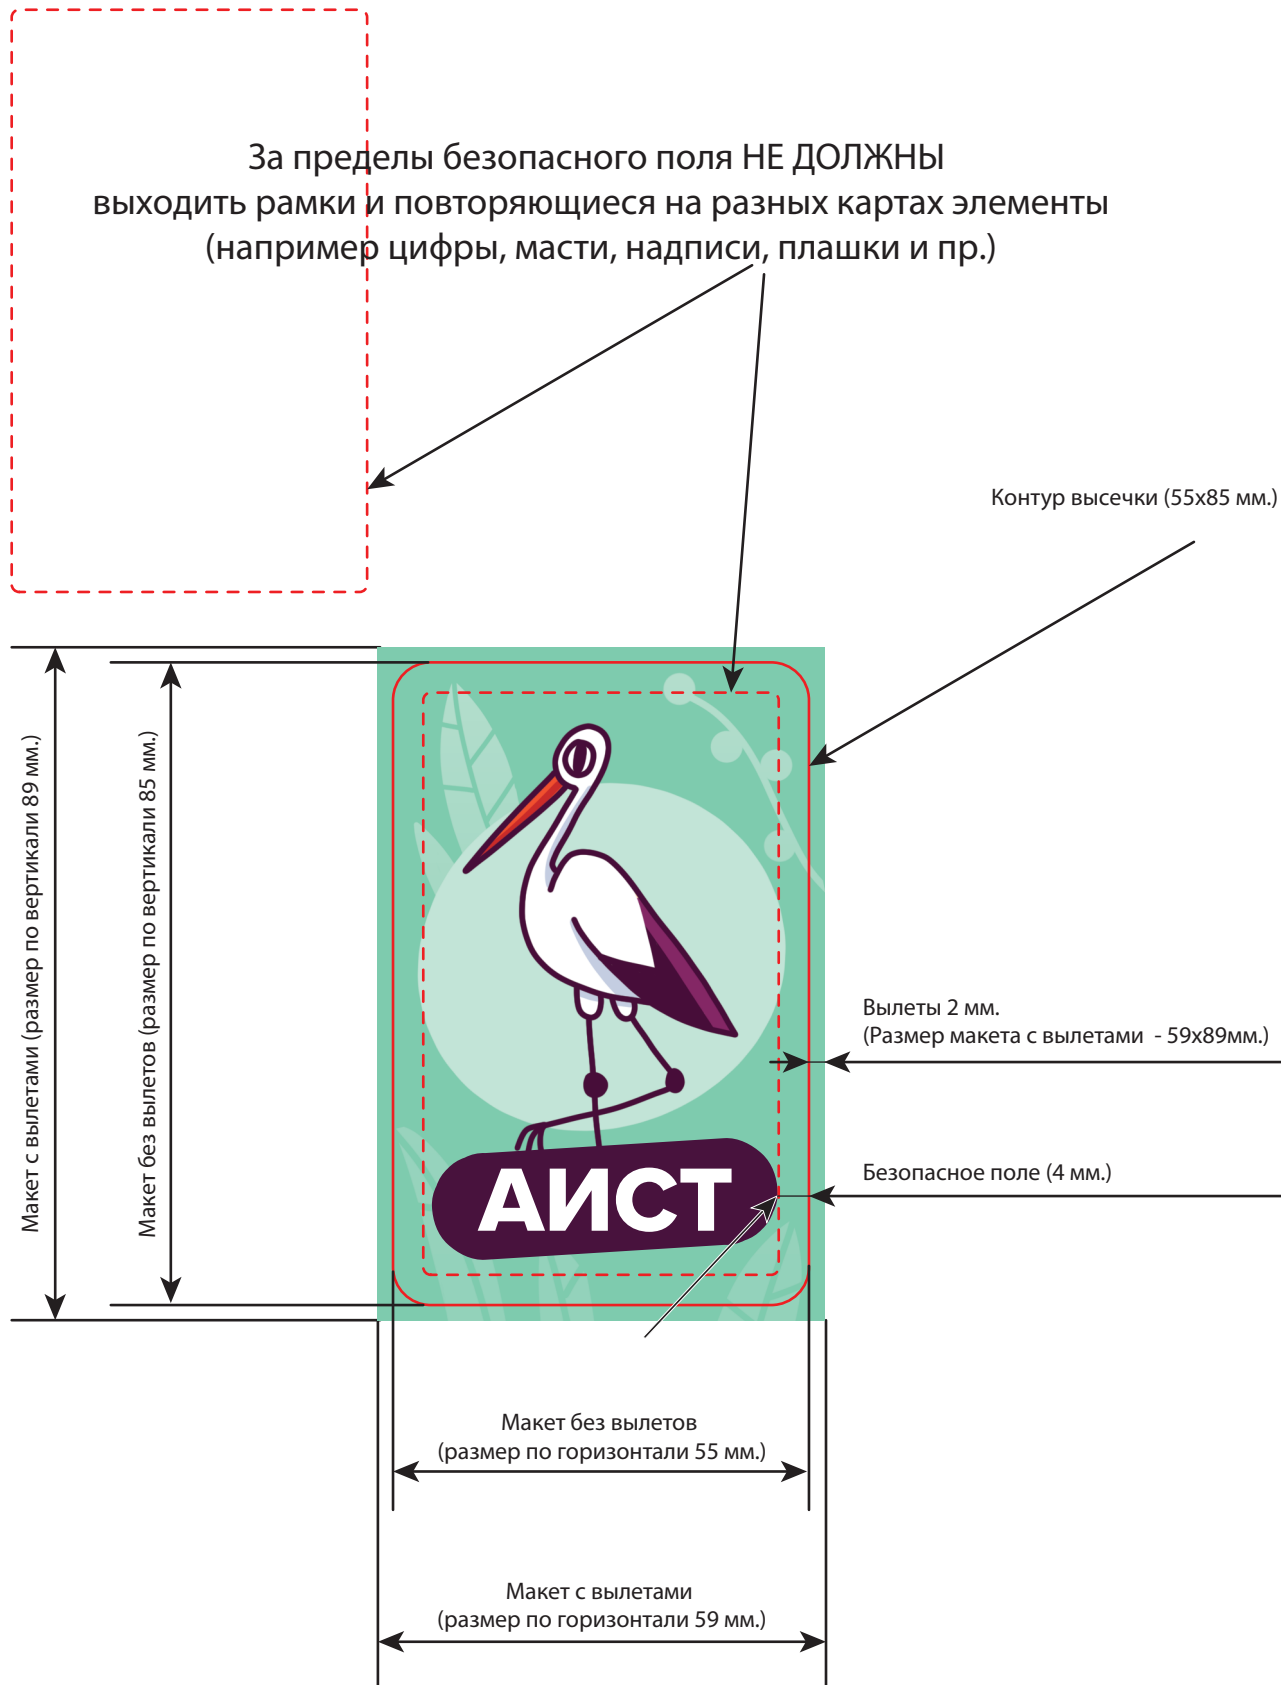 За пределы безопасного поля НЕ ДОЛЖНЫ
выходить рамки и повторяющиеся на разных картах элементы
(например цифры, масти, надписи, плашки и пр.)
Контур высечки (55х85 мм.)
Макет с вылетами (размер по вертикали 89 мм.)
Макет без вылетов (размер по вертикали 85 мм.)
Вылеты 2 мм.
(Размер макета с вылетами - 59х89мм.)
Безопасное поле (4 мм.)
АИСТ
Макет без вылетов
(размер по горизонтали 55 мм.)
Макет с вылетами
(размер по горизонтали 59 мм.)